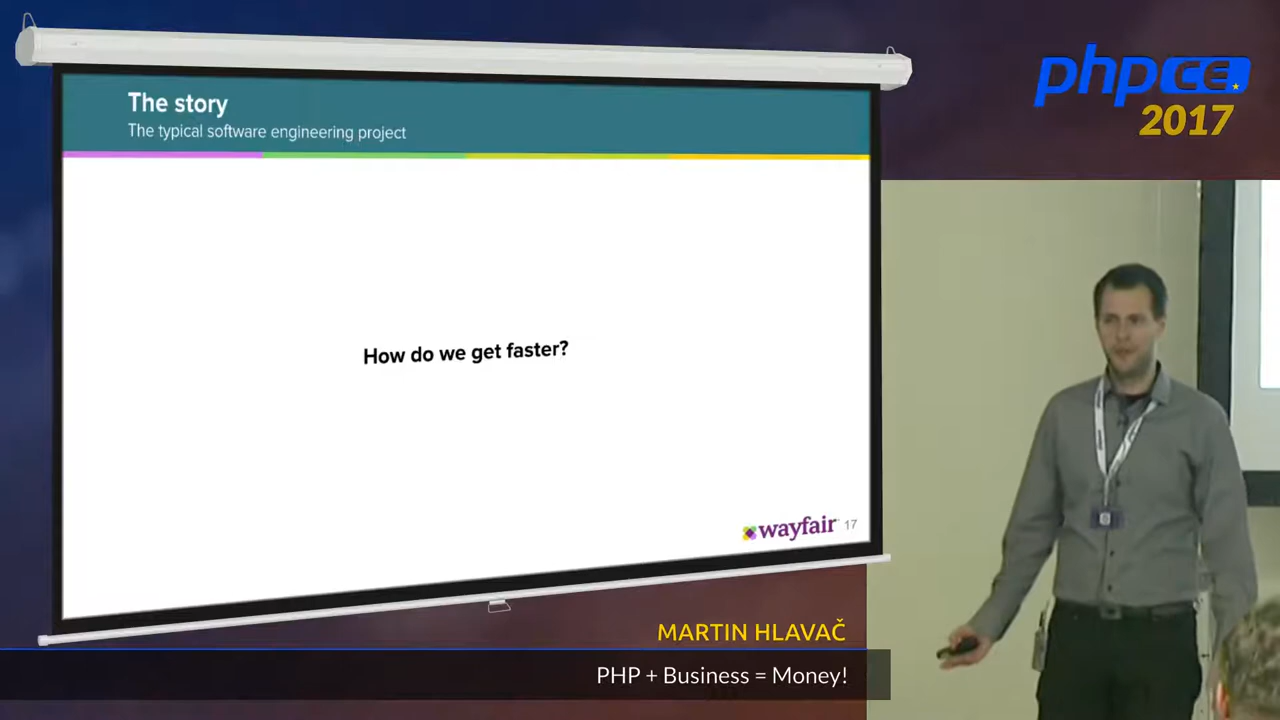 The story
The typical software engineering project
How do we get faster?
wayfair 17
phpCE
2017
MARTIN HLAVAČ
PHP + Business = Money!